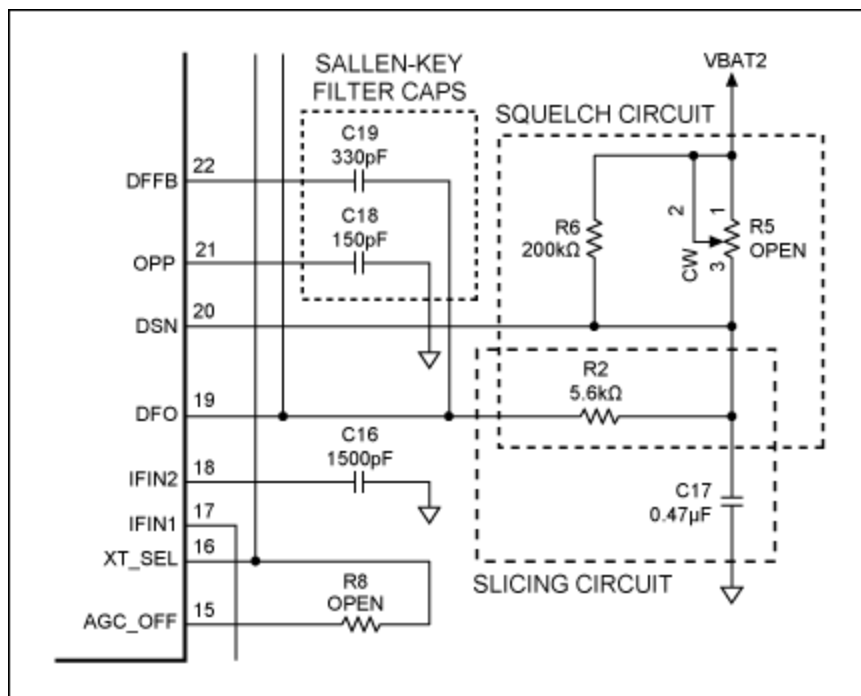 SALLEN-KEY
FILTER CAPS
VBAT2
SQUELCH CIRCUIT
C19
330pF
DFFB
22
C18
150pF
OPP
21
R6
200kΩ
2
CW
1
3
R5
OPEN
DSN
20
R2
5.6kΩ
DFO
19
C16
1500pF
IFIN2
18
C17
0.47µF
IFIN1
17
XT_SEL
16
SLICING CIRCUIT
R8
OPEN
AGC_OFF
15